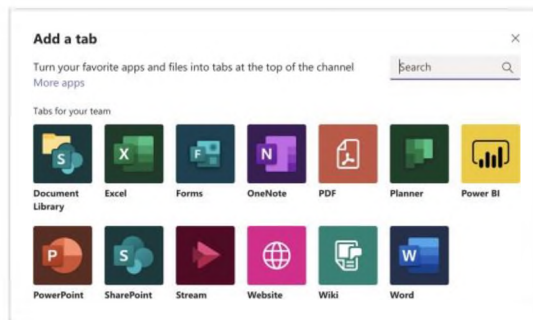 Add a tab
Turn your favorite apps and files into tabs at the top of the channel
More apps
Search
Tabs for your team
S X F N
Document Library Excel Forms OneNote PDF Planner Power BI
P S W
PowerPoint SharePoint Stream Website Wiki Word